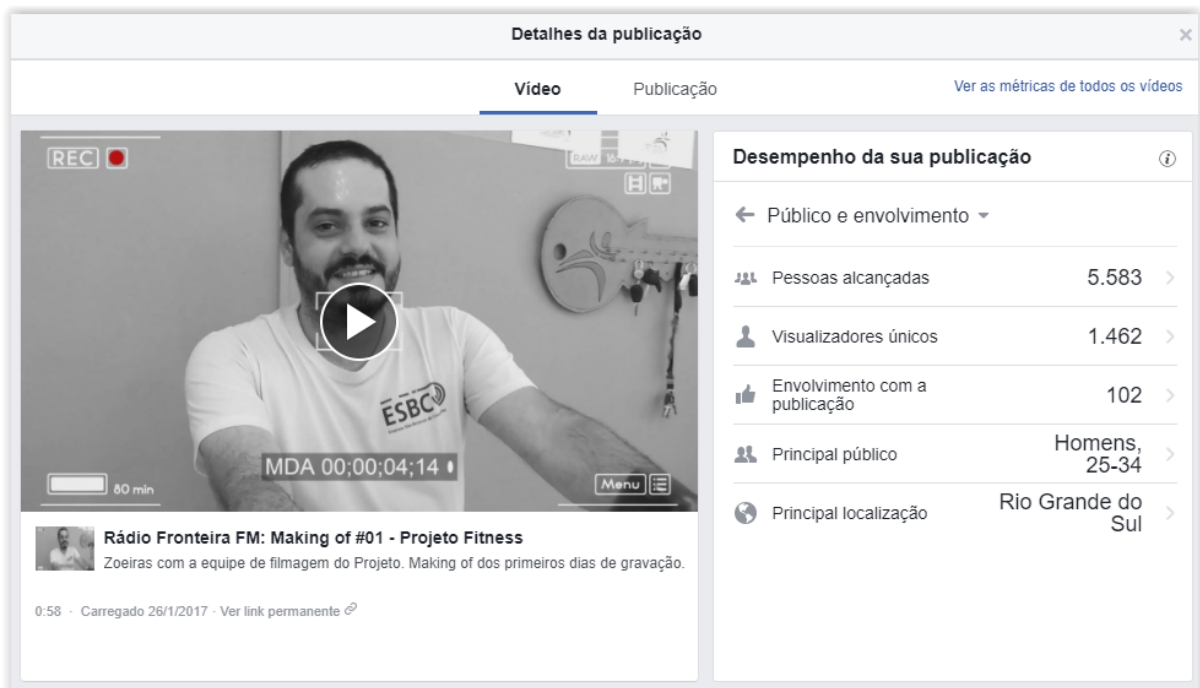 Detalhes da publicação
Vídeo
Publicação
Ver as métricas de todos os vídeos
REC
RAW
ESBC
MDA 00;00;04;14
80 min
Menu
Rádio Fronteira FM: Making of #01 - Projeto Fitness
Zoeiras com a equipe de filmagem do Projeto. Making of dos primeiros dias de gravação.
0:58 · Carregado 26/1/2017 · Ver link permanente
Desempenho da sua publicação
Público e envolvimento
Pessoas alcançadas 5.583
Visualizadores únicos 1.462
Envolvimento com a
publicação 102
Principal público Homens,
25-34
Principal localização Rio Grande do
Sul